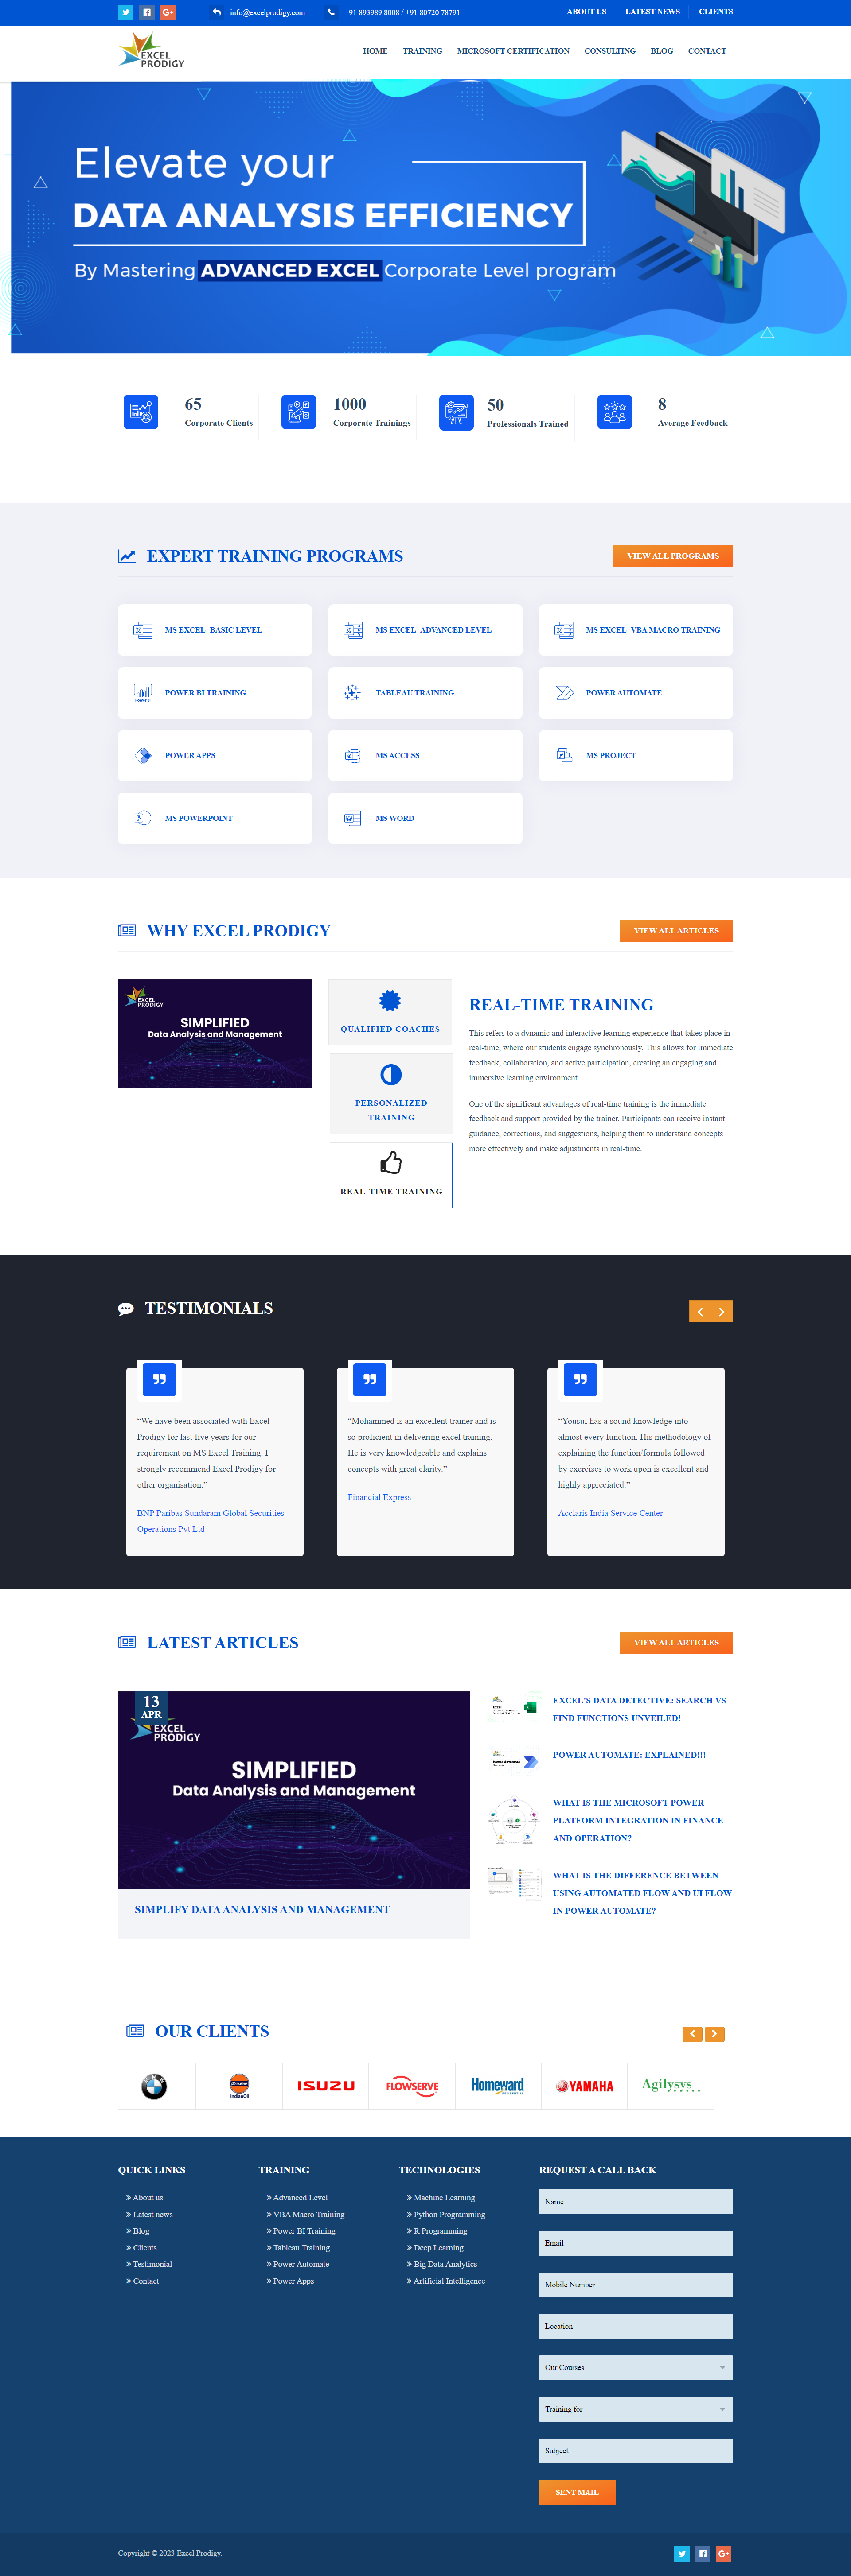 info@excelprodigy.com
+91 893989 8008 / +91 80720 78791
ABOUT US
LATEST NEWS
CLIENTS
EXCEL
PRODIGY
HOME
TRAINING
MICROSOFT CERTIFICATION
CONSULTING
BLOG
CONTACT
Elevate your
DATA ANALYSIS EFFICIENCY
By Mastering ADVANCED EXCEL Corporate Level program
65
Corporate Clients
1000
Corporate Trainings
50
Professionals Trained
8
Average Feedback
EXPERT TRAINING PROGRAMS
VIEW ALL PROGRAMS
MS EXCEL- BASIC LEVEL
MS EXCEL- ADVANCED LEVEL
MS EXCEL- VBA MACRO TRAINING
POWER BI TRAINING
TABLEAU TRAINING
POWER AUTOMATE
POWER APPS
MS ACCESS
MS PROJECT
MS POWERPOINT
MS WORD
WHY EXCEL PRODIGY
VIEW ALL ARTICLES
EXCEL
PRODIGY
SIMPLIFIED
Data Analysis and Management
QUALIFIED COACHES
PERSONALIZED
TRAINING
REAL-TIME TRAINING
REAL-TIME TRAINING
This refers to a dynamic and interactive learning experience that takes place in
real-time, where our students engage synchronously. This allows for immediate
feedback, collaboration, and active participation, creating an engaging and
immersive learning environment.
One of the significant advantages of real-time training is the immediate
feedback and support provided by the trainer. Participants can receive instant
guidance, corrections, and suggestions, helping them to understand concepts
more effectively and make adjustments in real-time.
TESTIMONIALS
“We have been associated with Excel
Prodigy for last five years for our
requirement on MS Excel Training. I
strongly recommend Excel Prodigy for
other organisation.”
BNP Paribas Sundaram Global Securities
Operations Pvt Ltd
“Mohammed is an excellent trainer and is
so proficient in delivering excel training.
He is very knowledgeable and explains
concepts with great clarity.”
Financial Express
“Yousuf has a sound knowledge into
almost every function. His methodology of
explaining the function/formula followed
by exercises to work upon is excellent and
highly appreciated.”
Acclaris India Service Center
LATEST ARTICLES
VIEW ALL ARTICLES
13
APR
EXCEL
PRODIGY
SIMPLIFIED
Data Analysis and Management
SIMPLIFY DATA ANALYSIS AND MANAGEMENT
EXCEL'S DATA DETECTIVE: SEARCH VS
FIND FUNCTIONS UNVEILED!
POWER AUTOMATE: EXPLAINED!!!
WHAT IS THE MICROSOFT POWER
PLATFORM INTEGRATION IN FINANCE
AND OPERATION?
WHAT IS THE DIFFERENCE BETWEEN
USING AUTOMATED FLOW AND UI FLOW
IN POWER AUTOMATE?
OUR CLIENTS
BMW
IndianOil
ISUZU
FLOWSERVE
Homeward
RESIDENTIAL
YAMAHA
Agilysys
QUICK LINKS
» About us
» Latest news
» Blog
» Clients
» Testimonial
» Contact
TRAINING
» Advanced Level
» VBA Macro Training
» Power BI Training
» Tableau Training
» Power Automate
» Power Apps
TECHNOLOGIES
» Machine Learning
» Python Programming
» R Programming
» Deep Learning
» Big Data Analytics
» Artificial Intelligence
REQUEST A CALL BACK
Name
Email
Mobile Number
Location
Our Courses
Training for
Subject
SENT MAIL
Copyright © 2023 Excel Prodigy.